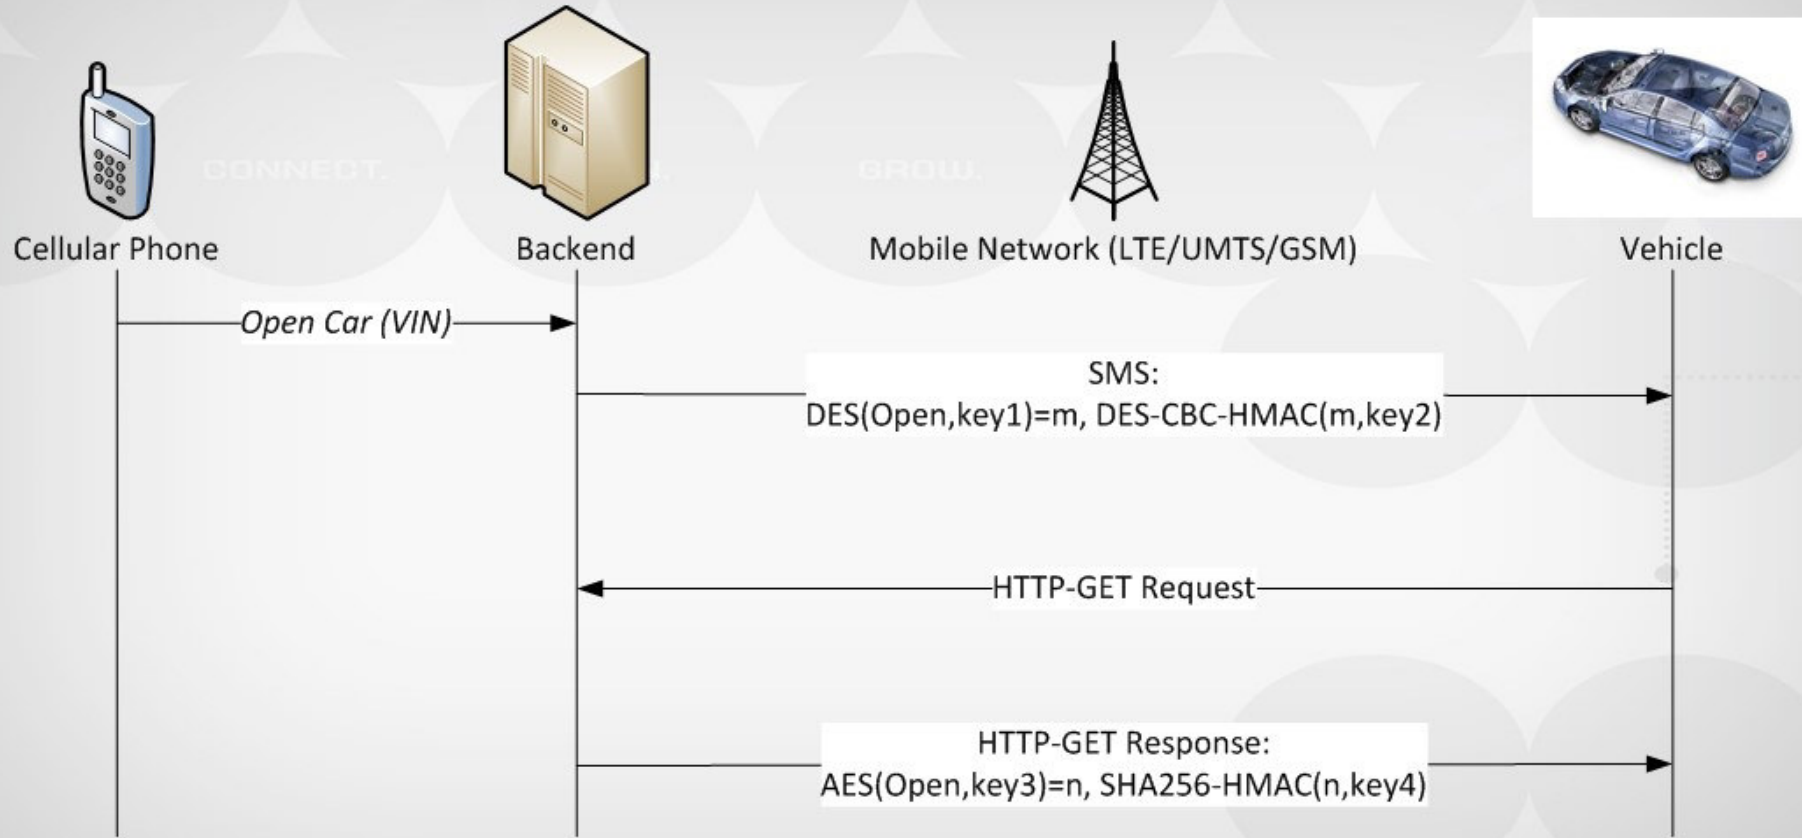 CONNECT.
GROW.
Cellular Phone
Backend
Mobile Network (LTE/UMTS/GSM)
Vehicle
Open Car (VIN)
SMS:
DES(Open,key1)=m, DES-CBC-HMAC(m,key2)
HTTP-GET Request
HTTP-GET Response:
AES(Open,key3)=n, SHA256-HMAC(n,key4)